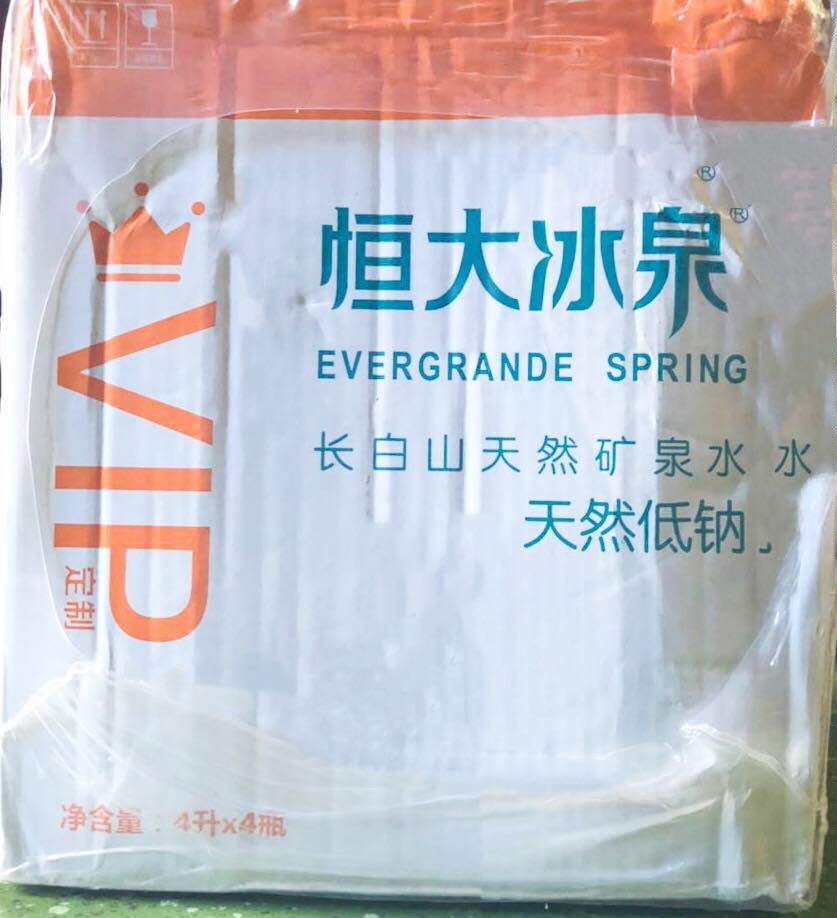 恒大冰泉®
®
EVERGRANDE SPRING
长白山天然矿泉水 水
天然低钠
VIP
定制
净含量：4升x4瓶